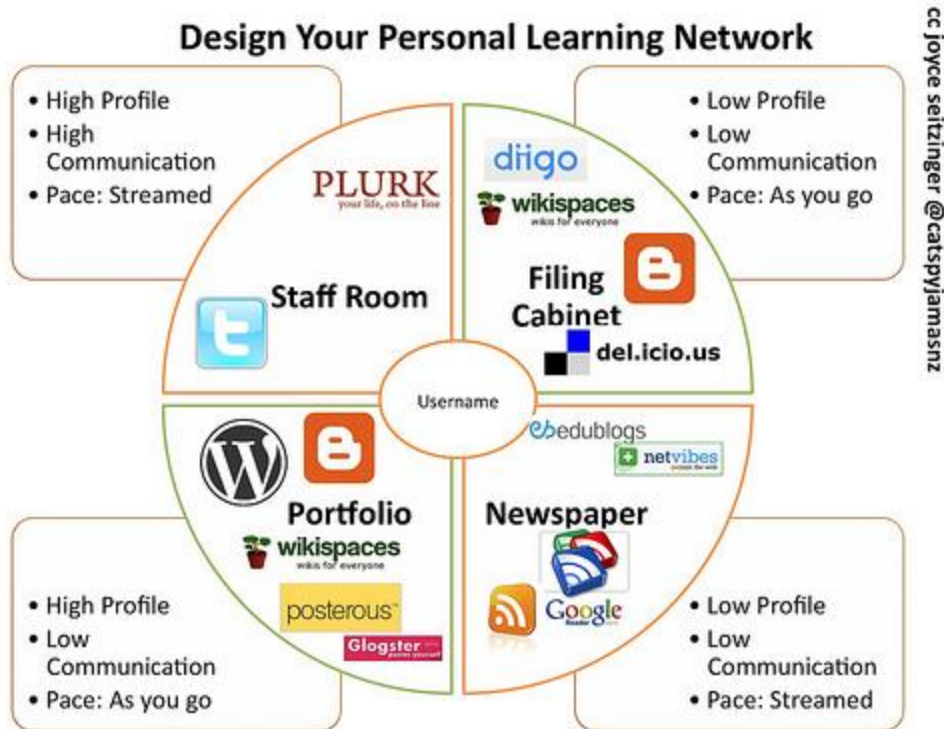 Design Your Personal Learning Network
cc joyce seitzinger @catspyjamasnz
• High Profile
• High
Communication
• Pace: Streamed
• Low Profile
• Low
Communication
• Pace: As you go
PLURK
your life, on the line
Staff Room
diigo
wikispaces
wikis for everyone
Filing
Cabinet
del.icio.us
Username
Portfolio
wikispaces
wikis for everyone
posterous
Glogster
poster yourself
edublogs
netvibes
Newspaper
Google
Reader
• High Profile
• Low
Communication
• Pace: As you go
• Low Profile
• Low
Communication
• Pace: Streamed